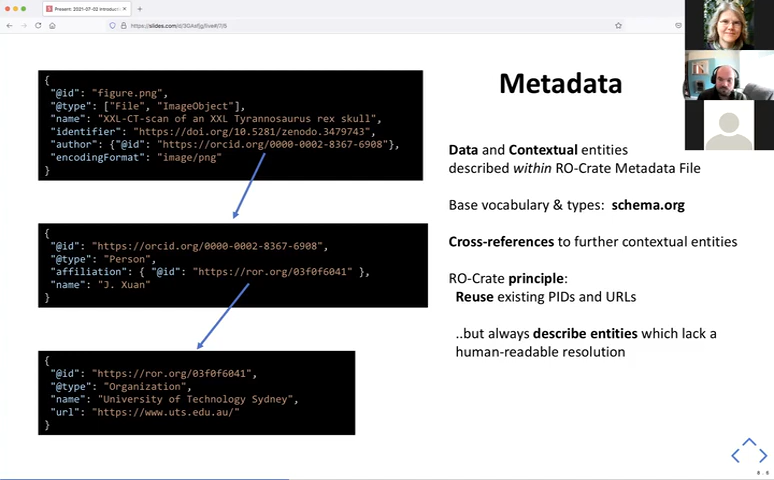 Present: 2021-07-02 Introduct
https://slides.com/d/3GAsfjg/live#/7/5
{
"@id": "figure.png",
"@type": ["File", "ImageObject"],
"name": "XXL-CT-scan of an XXL Tyrannosaurus rex skull",
"identifier": "https://doi.org/10.5281/zenodo.3479743",
"author": {"@id": "https://orcid.org/0000-0002-8367-6908"},
"encodingFormat": "image/png"
}
{
"@id": "https://orcid.org/0000-0002-8367-6908",
"@type": "Person",
"affiliation": { "@id": "https://ror.org/03f0f6041" },
"name": "J. Xuan"
}
{
"@id": "https://ror.org/03f0f6041",
"@type": "Organization",
"name": "University of Technology Sydney",
"url": "https://www.uts.edu.au/"
}
Metadata
Data and Contextual entities
described within RO-Crate Metadata File
Base vocabulary & types: schema.org
Cross-references to further contextual entities
RO-Crate principle:
Reuse existing PIDs and URLs
..but always describe entities which lack a
human-readable resolution